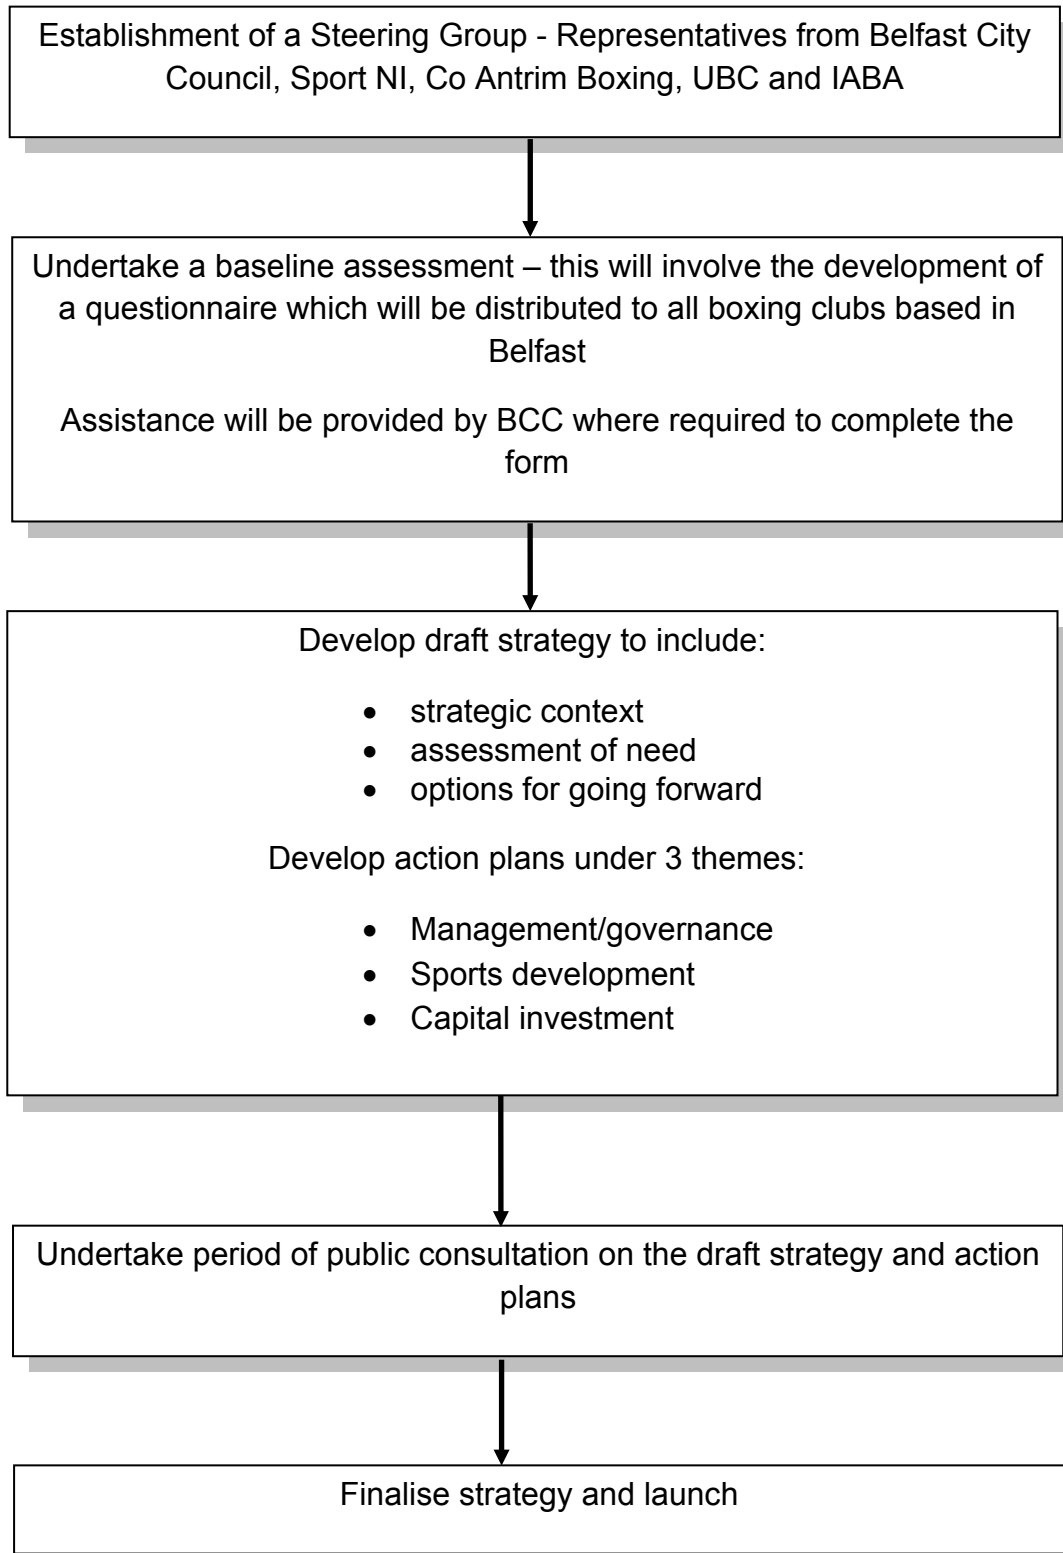 Establishment of a Steering Group - Representatives from Belfast City
Council, Sport NI, Co Antrim Boxing, UBC and IABA
Undertake a baseline assessment – this will involve the development of
a questionnaire which will be distributed to all boxing clubs based in
Belfast
Assistance will be provided by BCC where required to complete the
form
Develop draft strategy to include:
• strategic context
• assessment of need
• options for going forward
Develop action plans under 3 themes:
• Management/governance
• Sports development
• Capital investment
Undertake period of public consultation on the draft strategy and action
plans
Finalise strategy and launch